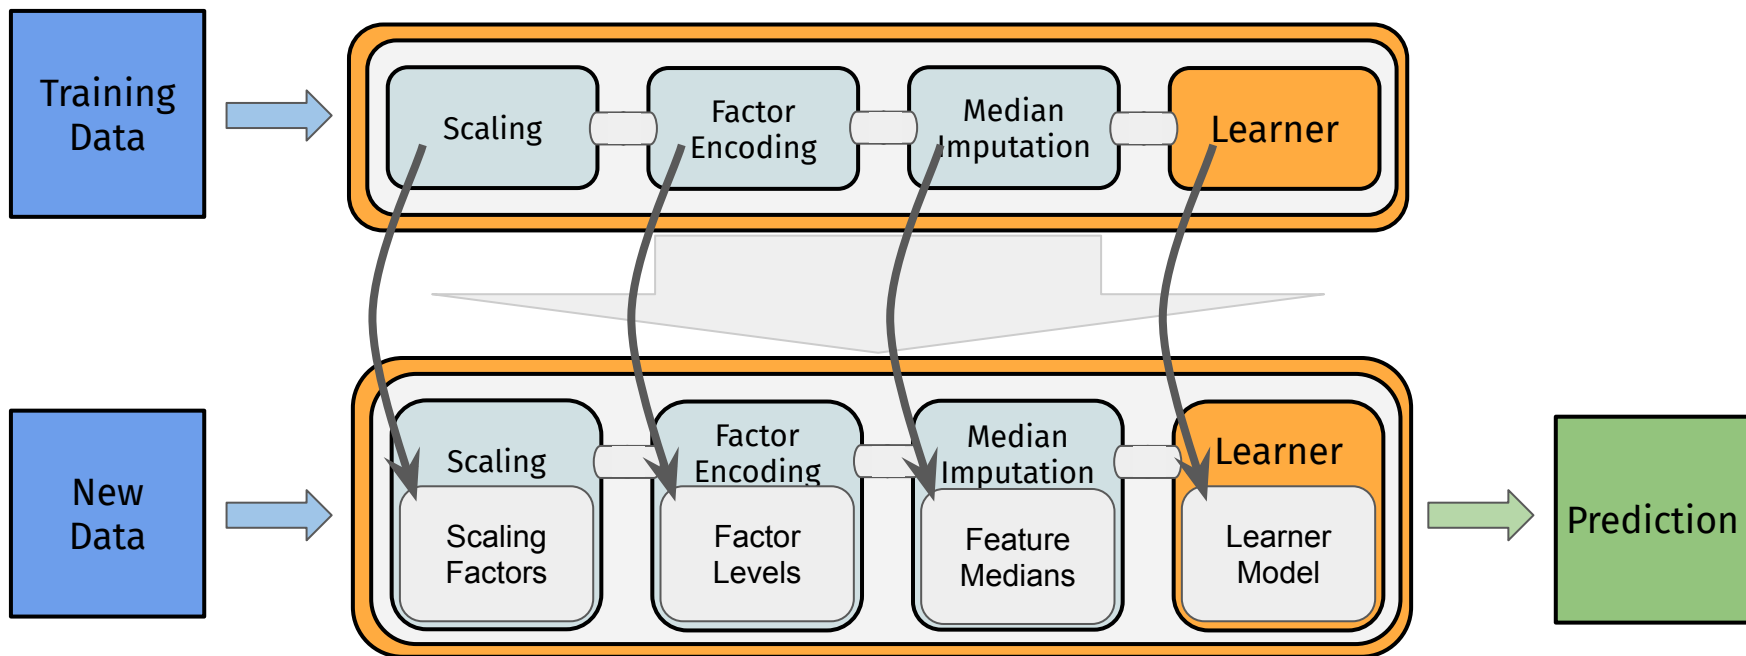 Training
Data
Scaling
Factor
Encoding
Median
Imputation
Learner
New
Data
Scaling
Scaling
Factors
Factor
Encoding
Factor
Levels
Median
Imputation
Feature
Medians
Learner
Learner
Model
Prediction